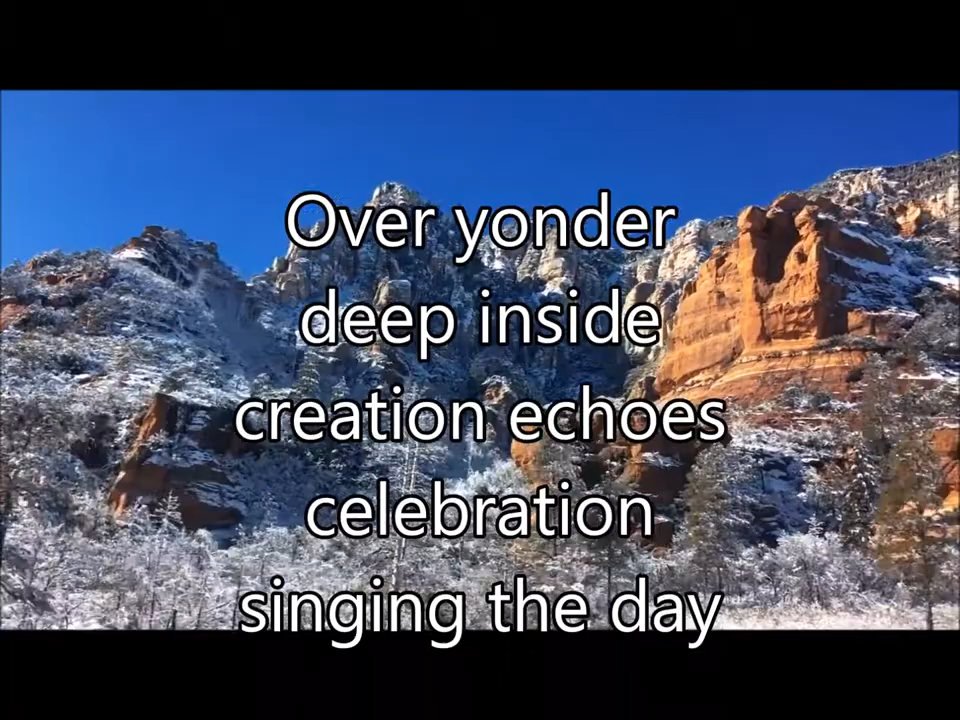 Over yonder
deep inside
creation echoes
celebration
singing the day